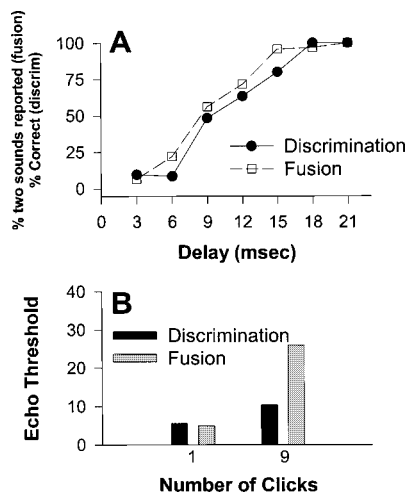 A
% two sounds reported (fusion)
% Correct (discrim)
100
75
50
25
0
Discrimination
Fusion
0 3 6 9 12 15 18 21
Delay (msec)
B
Echo Threshold
40
30
20
10
0
Discrimination
Fusion
1 9
Number of Clicks